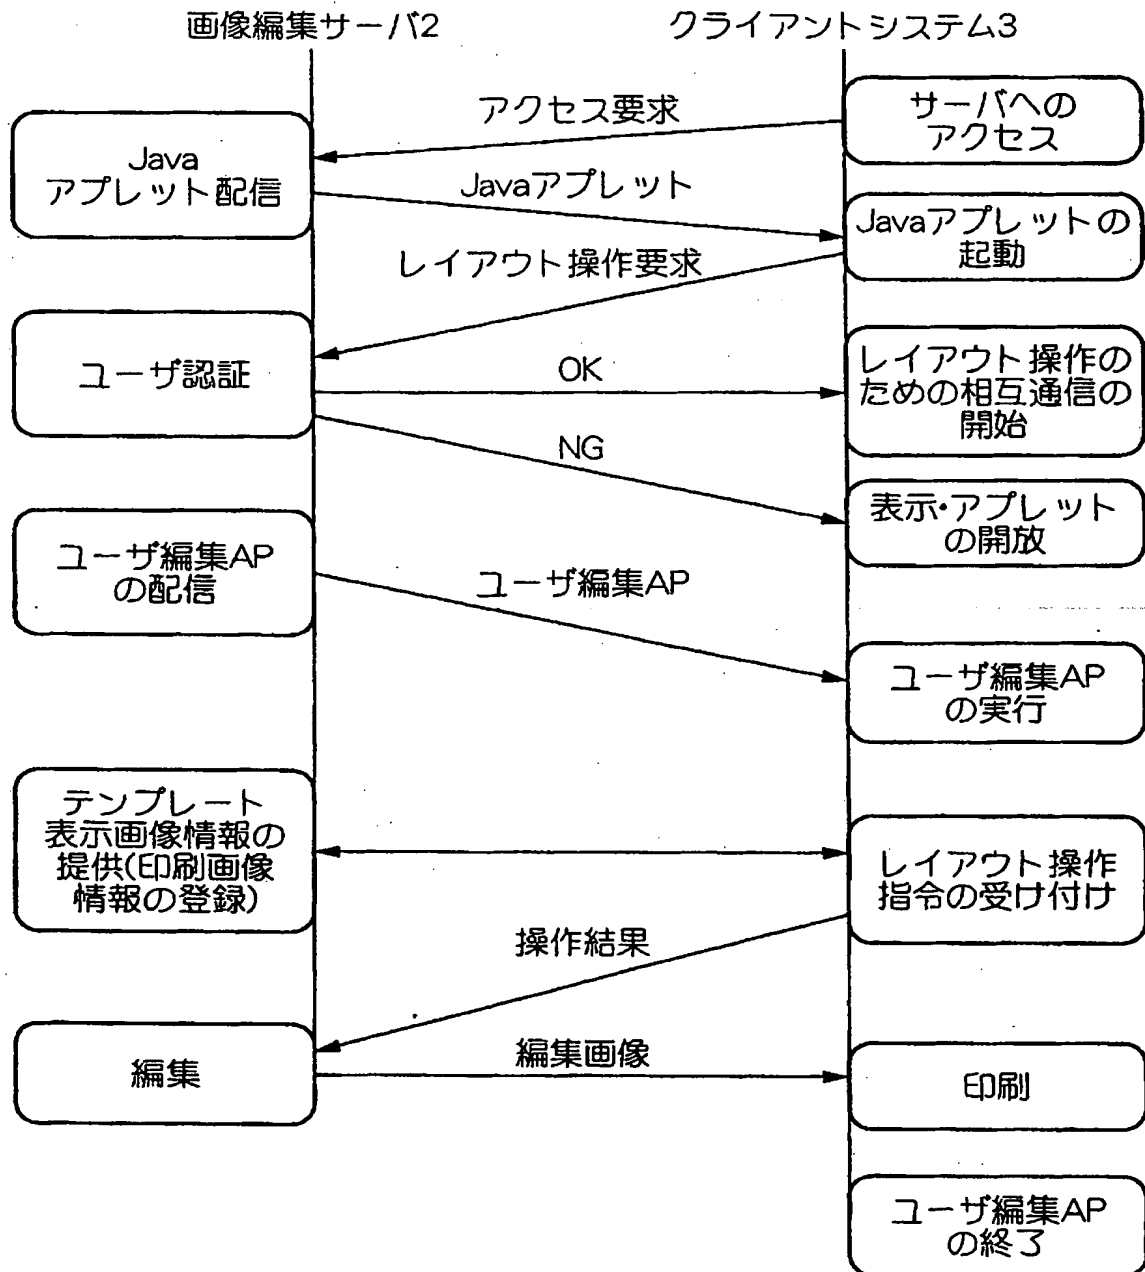 画像編集サーバ2
クライアントシステム3
アクセス要求
サーバへの
アクセス
Java
アプレット配信
Javaアプレット
Javaアプレットの
起動
レイアウト操作要求
ユーザ認証
OK
レイアウト操作の
ための相互通信の
開始
NG
表示・アプレット
の開放
ユーザ編集AP
の配信
ユーザ編集AP
ユーザ編集AP
の実行
テンプレート
表示画像情報の
提供(印刷画像
情報の登録)
レイアウト操作
指令の受け付け
操作結果
編集
編集画像
印刷
ユーザ編集AP
の終了